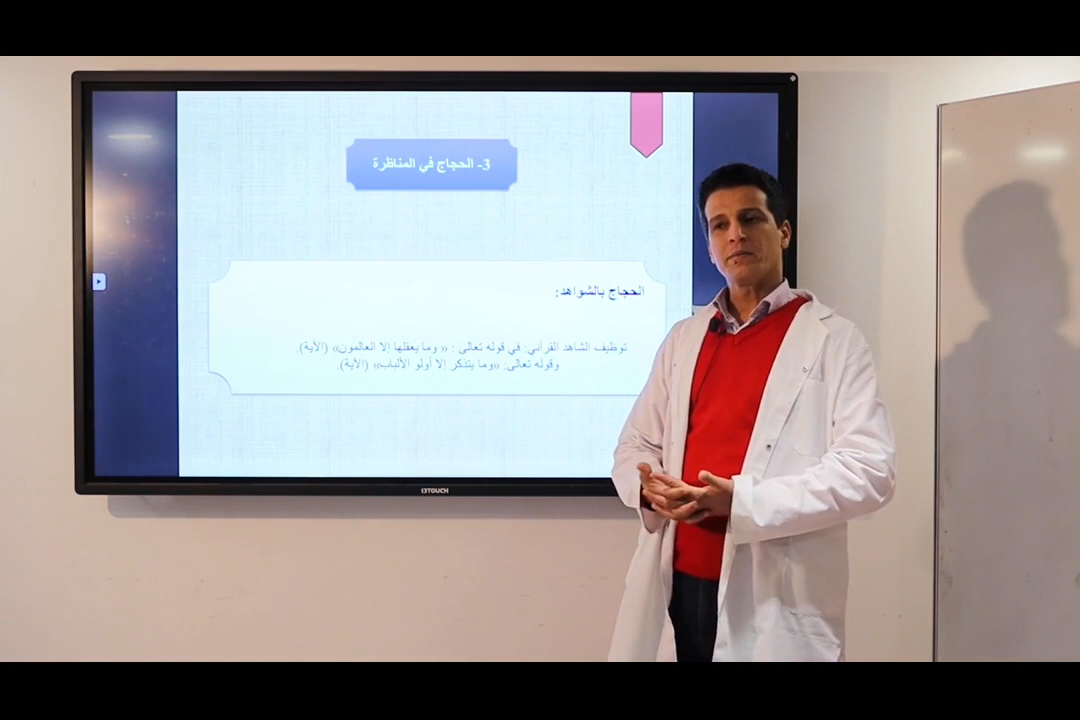 3- الحجاج في المناظرة
الحجاج بالشواهد:
توظيف الشاهد القرآني: في قوله تعالى : « وما يعقلها إلا العالمون» (الآية).
وقوله تعالى: «وما يتذكر إلا أولو الألباب» (الآية).
i3TOUCH